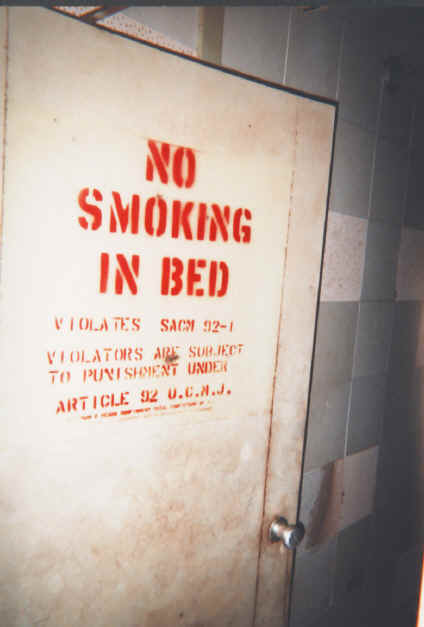 NO
SMOKING
IN BED
VIOLATES SACM 92-1
VIOLATORS ARE SUBJECT
TO PUNISHMENT UNDER
ARTICLE 92 U.C.M.J.